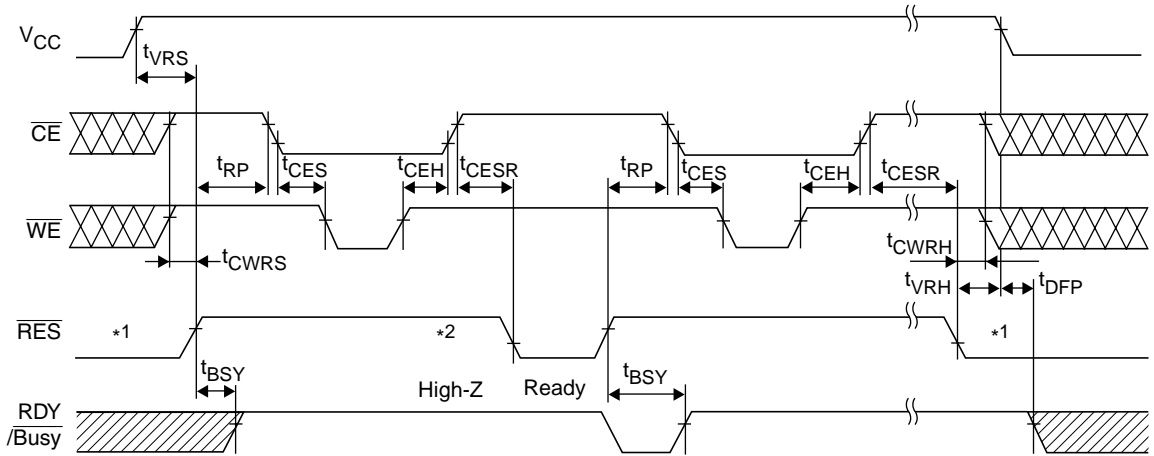 VCC
tVRS
CE
tRP tCES tCEH tCESR tRP tCES tCEH tCESR
WE
tCWRS tCWRH
tVRH tDFP
RES *1 *2 *1
tBSY High-Z Ready tBSY
RDY
/Busy